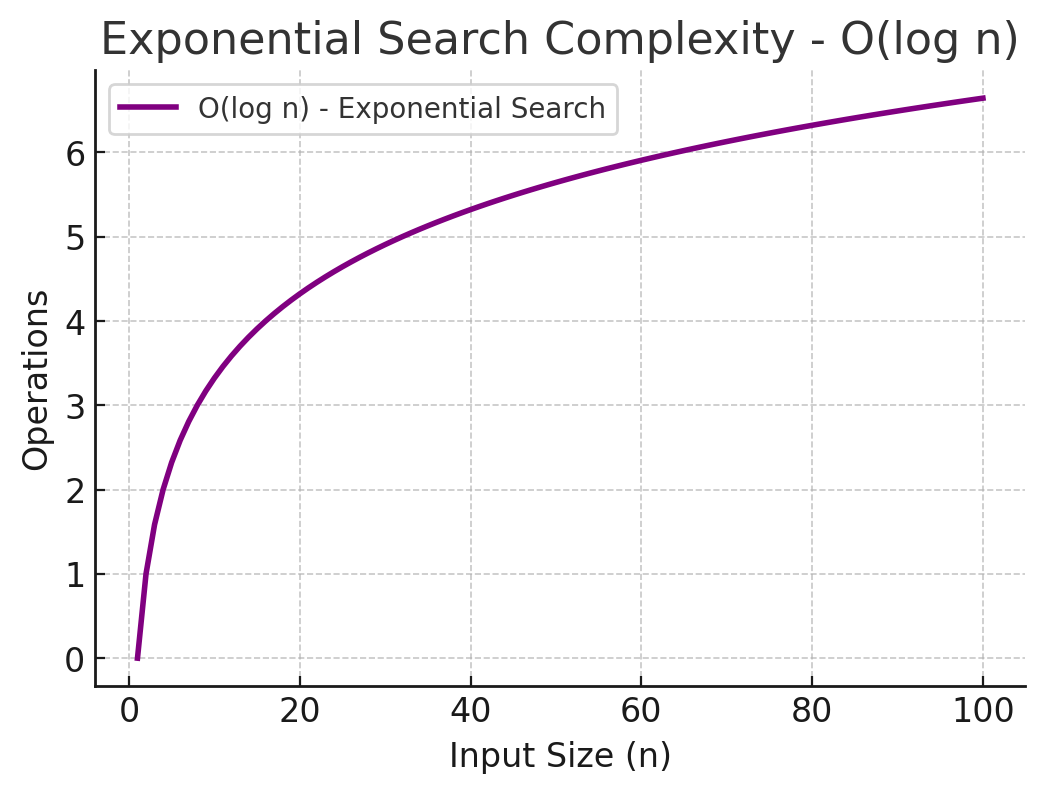 Exponential Search Complexity - O(log n)
O(log n) - Exponential Search
6
5
4
3
2
1
0
Operations
0 20 40 60 80 100
Input Size (n)